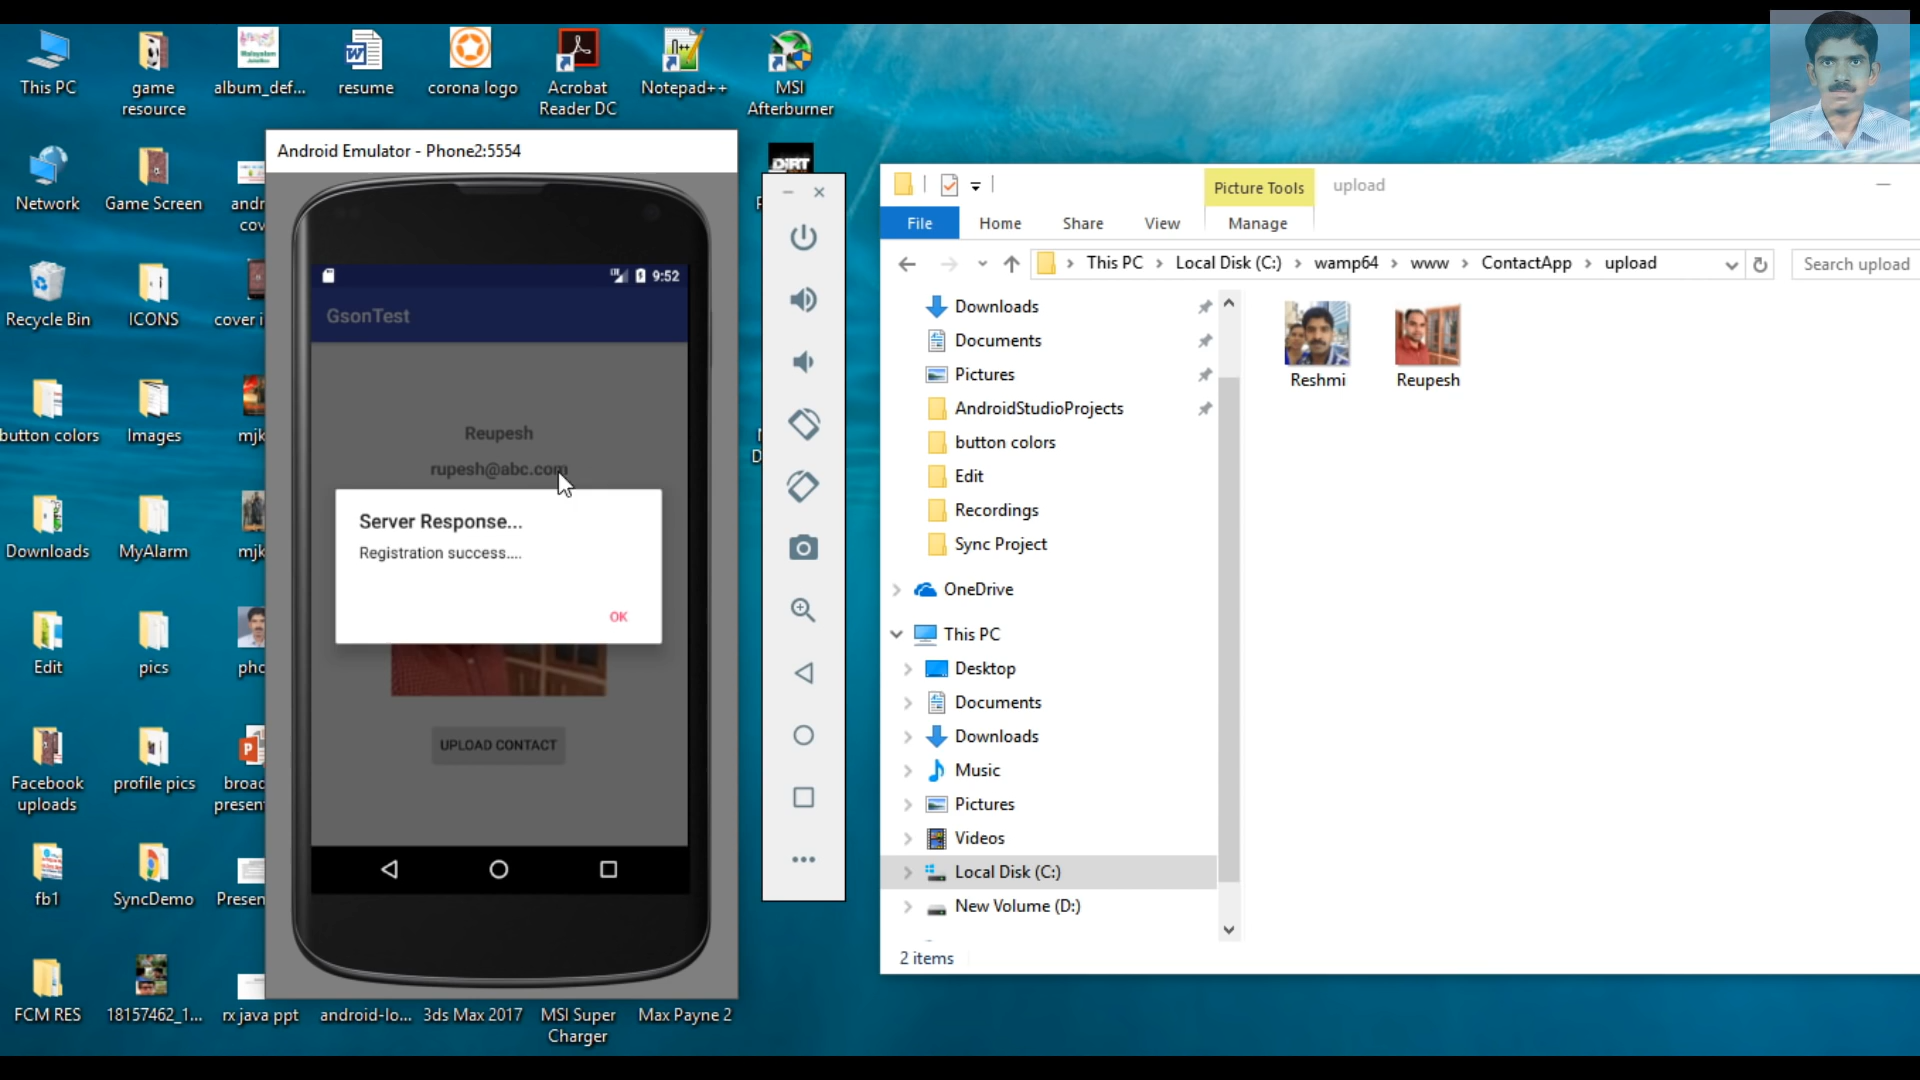 This PC
game
resource
album_def...
resume
corona logo
Acrobat
Reader DC
Notepad++
MSI
Afterburner
Network
Game Screen
Recycle Bin
ICONS
button colors
Images
Downloads
MyAlarm
Edit
pics
Facebook
uploads
profile pics
fb1
SyncDemo
FCM RES
18157462_1...
rx java ppt
android-lo...
3ds Max 2017
MSI Super
Charger
Max Payne 2
DiRT
Android Emulator - Phone2:5554
9:52
GsonTest
Reupesh
rupesh@abc.com
Server Response...
Registration success....
OK
UPLOAD CONTACT
Picture Tools
upload
File
Home
Share
View
Manage
This PC
Local Disk (C:)
wamp64
www
ContactApp
upload
Search upload
Downloads
Documents
Pictures
AndroidStudioProjects
button colors
Edit
Recordings
Sync Project
OneDrive
This PC
Desktop
Documents
Downloads
Music
Pictures
Videos
Local Disk (C:)
New Volume (D:)
Reshmi
Reupesh
2 items